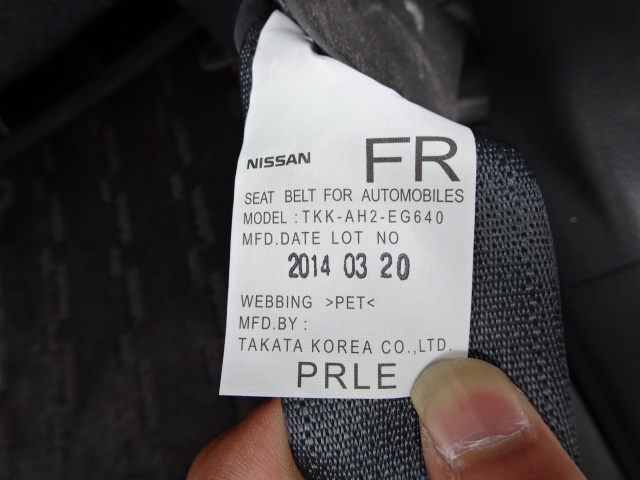 NISSAN FR
SEAT BELT FOR AUTOMOBILES
MODEL : TKK-AH2-EG640
MFD.DATE LOT NO
2014 03 20
WEBBING >PET<
MFD.BY :
TAKATA KOREA CO.,LTD.
PRLE